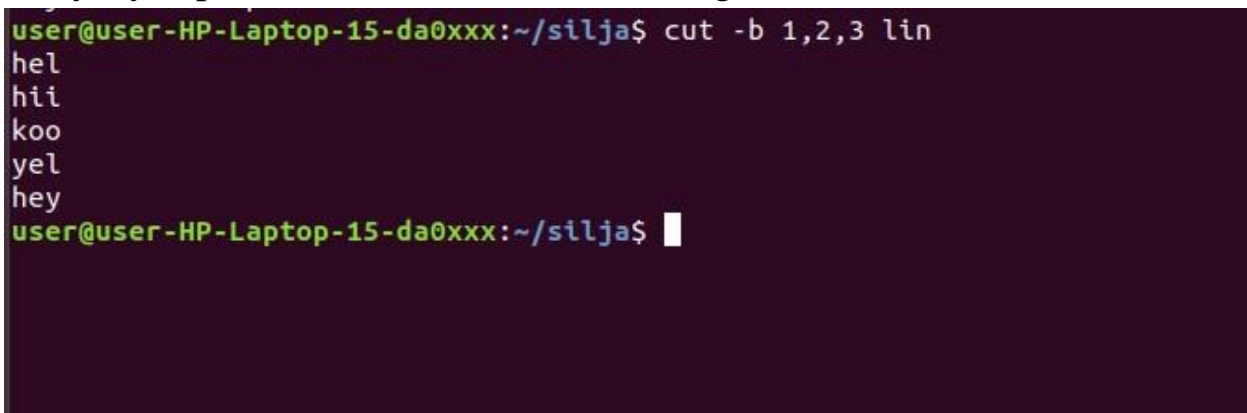 user@user-HP-Laptop-15-da0xxx:~/silja$ cut -b 1,2,3 lin
hel
hii
koo
yel
hey
user@user-HP-Laptop-15-da0xxx:~/silja$